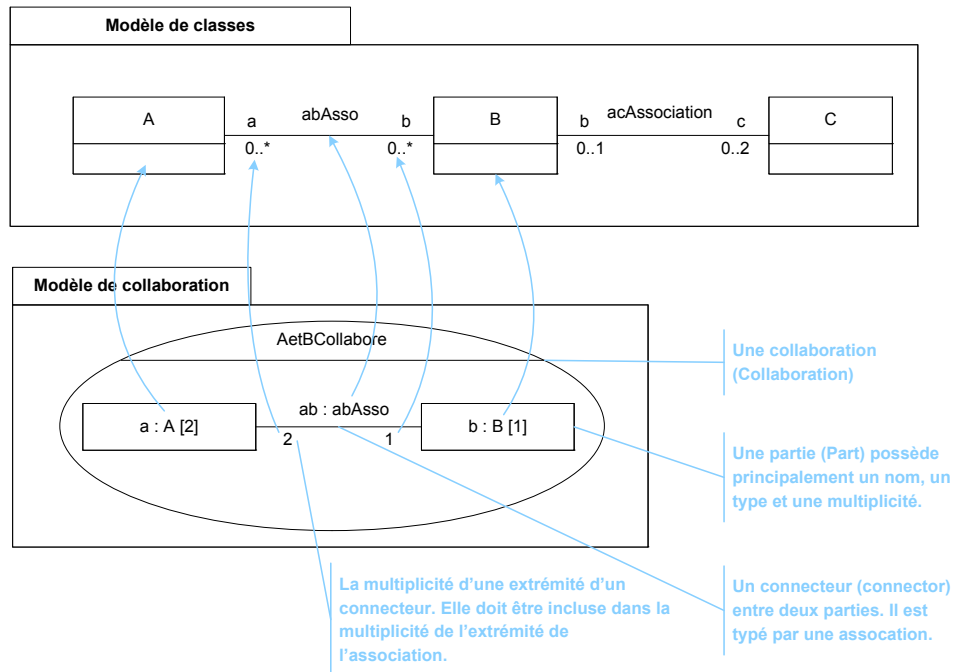 Modèle de classes
A
a
abAsso
b
B
b
acAssociation
c
C
0..*
0..*
0..1
0..2
Modèle de collaboration
AetBCollabore
ab : abAsso
a : A [2]
2
1
b : B [1]
Une collaboration
(Collaboration)
Une partie (Part) possède
principalement un nom, un
type et une multiplicité.
La multiplicité d’une extrémité d’un
connecteur. Elle doit être incluse dans la
multiplicité de l’extrémité de
l’association.
Un connecteur (connector)
entre deux parties. Il est
typé par une assocation.